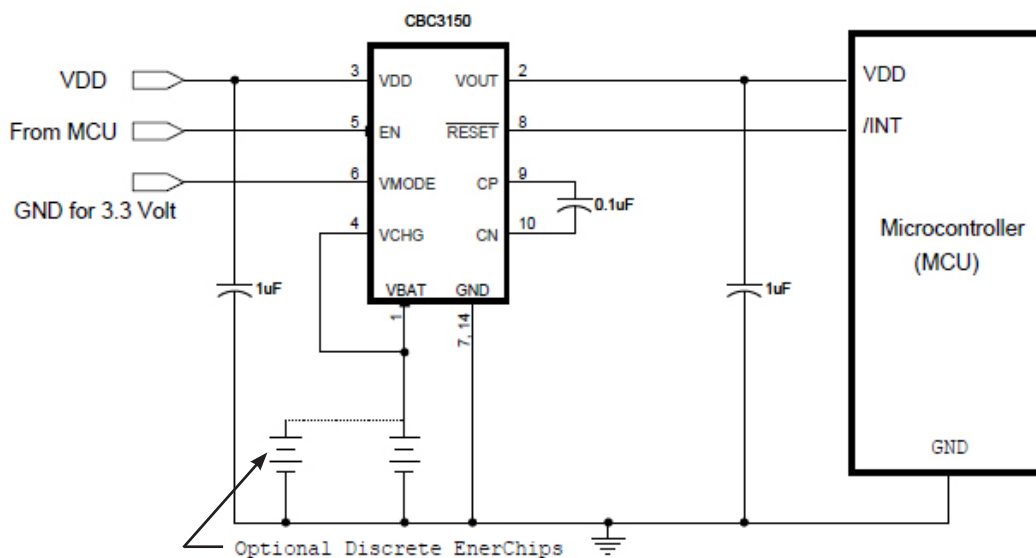 CBC3150
VDD
3
VDD
VOUT
2
VDD
From MCU
5
EN
RESET
8
/INT
6
VMODE
CP
9
GND for 3.3 Volt
0.1uF
4
VCHG
CN
10
Microcontroller
(MCU)
1uF
VBAT
GND
1uF
1
7, 14
GND
Optional Discrete EnerChips